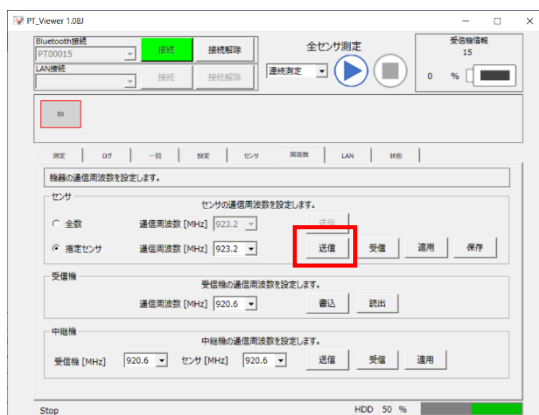 PT_Viewer 1.08J
Bluetooth接続
PT00015
接続
接続解除
LAN接続
接続
接続解除
全センサ測定
連続測定
受信機情報
15
0 %
50
測定 ログ 一括 設定 センサ 周波数 LAN 状態
機器の通信周波数を設定します。
センサ
センサの通信周波数を設定します。
全数 通信周波数 [MHz] 923.2 送信
指定センサ 通信周波数 [MHz] 923.2 送信 受信 適用 保存
受信機
受信機の通信周波数を設定します。
通信周波数 [MHz] 920.6 書込 読出
中継機
中継機の通信周波数を設定します。
受信機 [MHz] 920.6 センサ [MHz] 920.6 送信 受信 適用
Stop HDD 50 %